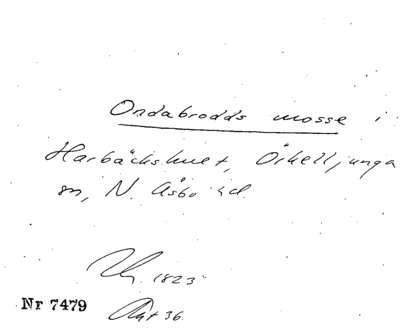 Ondabrodds mosse i
Harbäckshult, Örkelljunga
sn, N. Åsbo hd.
1823
Nr 7479
36.